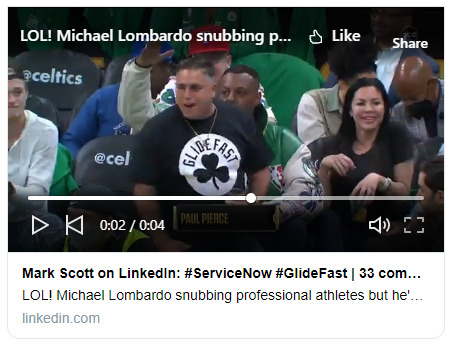 LOL! Michael Lombardo snubbing p... Like Share
@celtics
GLIDEFAST
@cel
PAUL PIERCE
0:02 / 0:04
Mark Scott on LinkedIn: #ServiceNow #GlideFast | 33 com...
LOL! Michael Lombardo snubbing professional athletes but he'...
linkedin.com